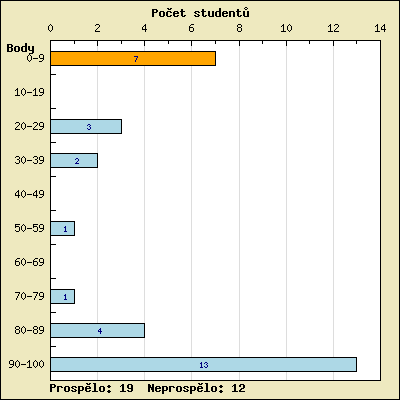 Počet studentů
0 2 4 6 8 10 12 14
Body
0-9 7
10-19
20-29 3
30-39 2
40-49
50-59 1
60-69
70-79 1
80-89 4
90-100 13
Prospělo: 19 Neprospělo: 12